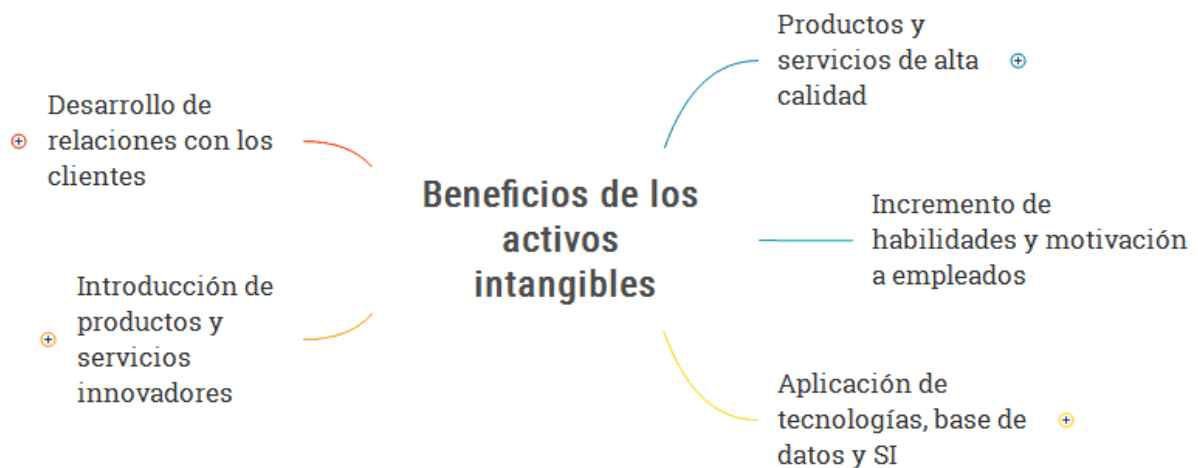 Beneficios de los
activos
intangibles
Productos y
servicios de alta
calidad
Incremento de
habilidades y motivación
a empleados
Aplicación de
tecnologías, base de
datos y SI
Desarrollo de
relaciones con los
clientes
Introducción de
productos y
servicios
innovadores